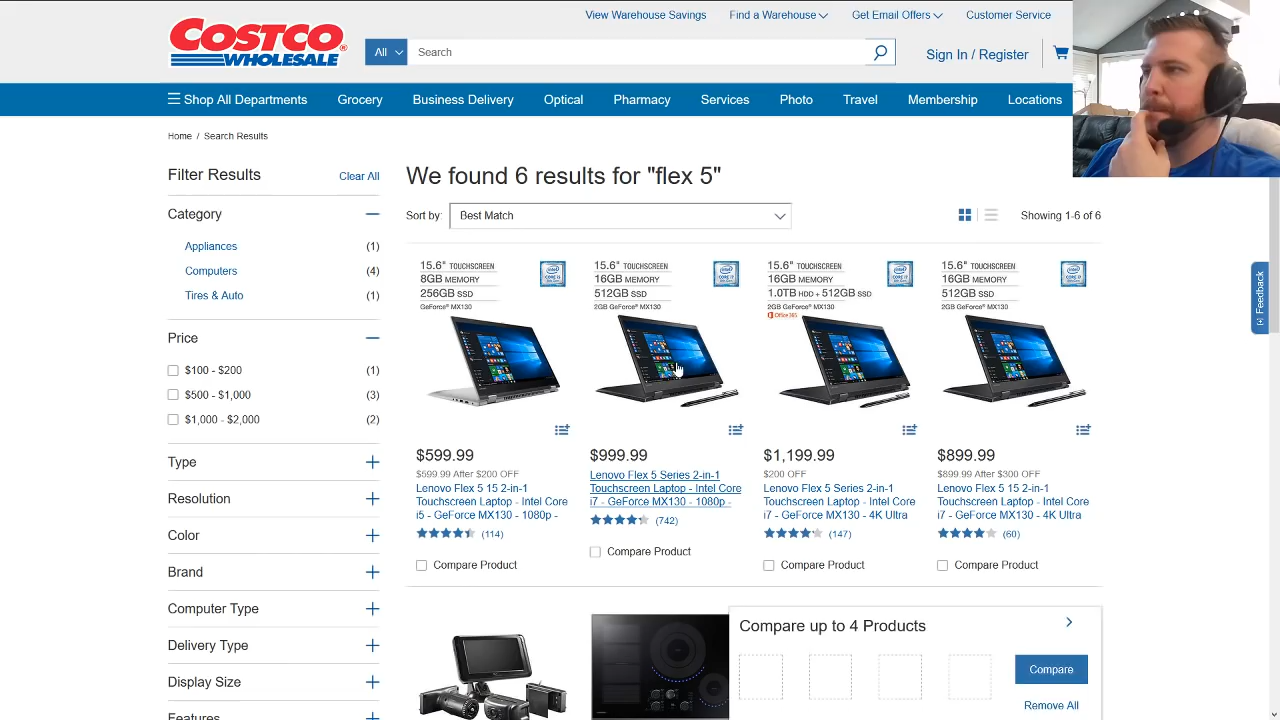 View Warehouse Savings
Find a Warehouse
Get Email Offers
Customer Service
COSTCO
WHOLESALE
All
Search
Sign In / Register
Shop All Departments
Grocery
Business Delivery
Optical
Pharmacy
Services
Photo
Travel
Membership
Locations
Home / Search Results
Filter Results
Clear All
Category
Appliances (1)
Computers (4)
Tires & Auto (1)
Price
$100 - $200 (1)
$500 - $1,000 (3)
$1,000 - $2,000 (2)
Type
Resolution
Color
Brand
Computer Type
Delivery Type
Display Size
Features
We found 6 results for "flex 5"
Sort by:
Best Match
Showing 1-6 of 6
15.6" TOUCHSCREEN
8GB MEMORY
256GB SSD
GeForce® MX130
$599.99
$599.99 After $200 OFF
Lenovo Flex 5 15 2-in-1
Touchscreen Laptop - Intel Core
i5 - GeForce MX130 - 1080p -
(114)
Compare Product
15.6" TOUCHSCREEN
16GB MEMORY
512GB SSD
2GB GeForce® MX130
$999.99
Lenovo Flex 5 Series 2-in-1
Touchscreen Laptop - Intel Core
i7 - GeForce MX130 - 1080p -
(742)
Compare Product
15.6" TOUCHSCREEN
16GB MEMORY
1.0TB HDD + 512GB SSD
2GB GeForce® MX130
Office 365
$1,199.99
$200 OFF
Lenovo Flex 5 Series 2-in-1
Touchscreen Laptop - Intel Core
i7 - GeForce MX130 - 4K Ultra
(147)
Compare Product
15.6" TOUCHSCREEN
16GB MEMORY
512GB SSD
2GB GeForce® MX130
$899.99
$899.99 After $300 OFF
Lenovo Flex 5 15 2-in-1
Touchscreen Laptop - Intel Core
i7 - GeForce MX130 - 4K Ultra
(60)
Compare Product
Feedback
Compare up to 4 Products
Compare
Remove All